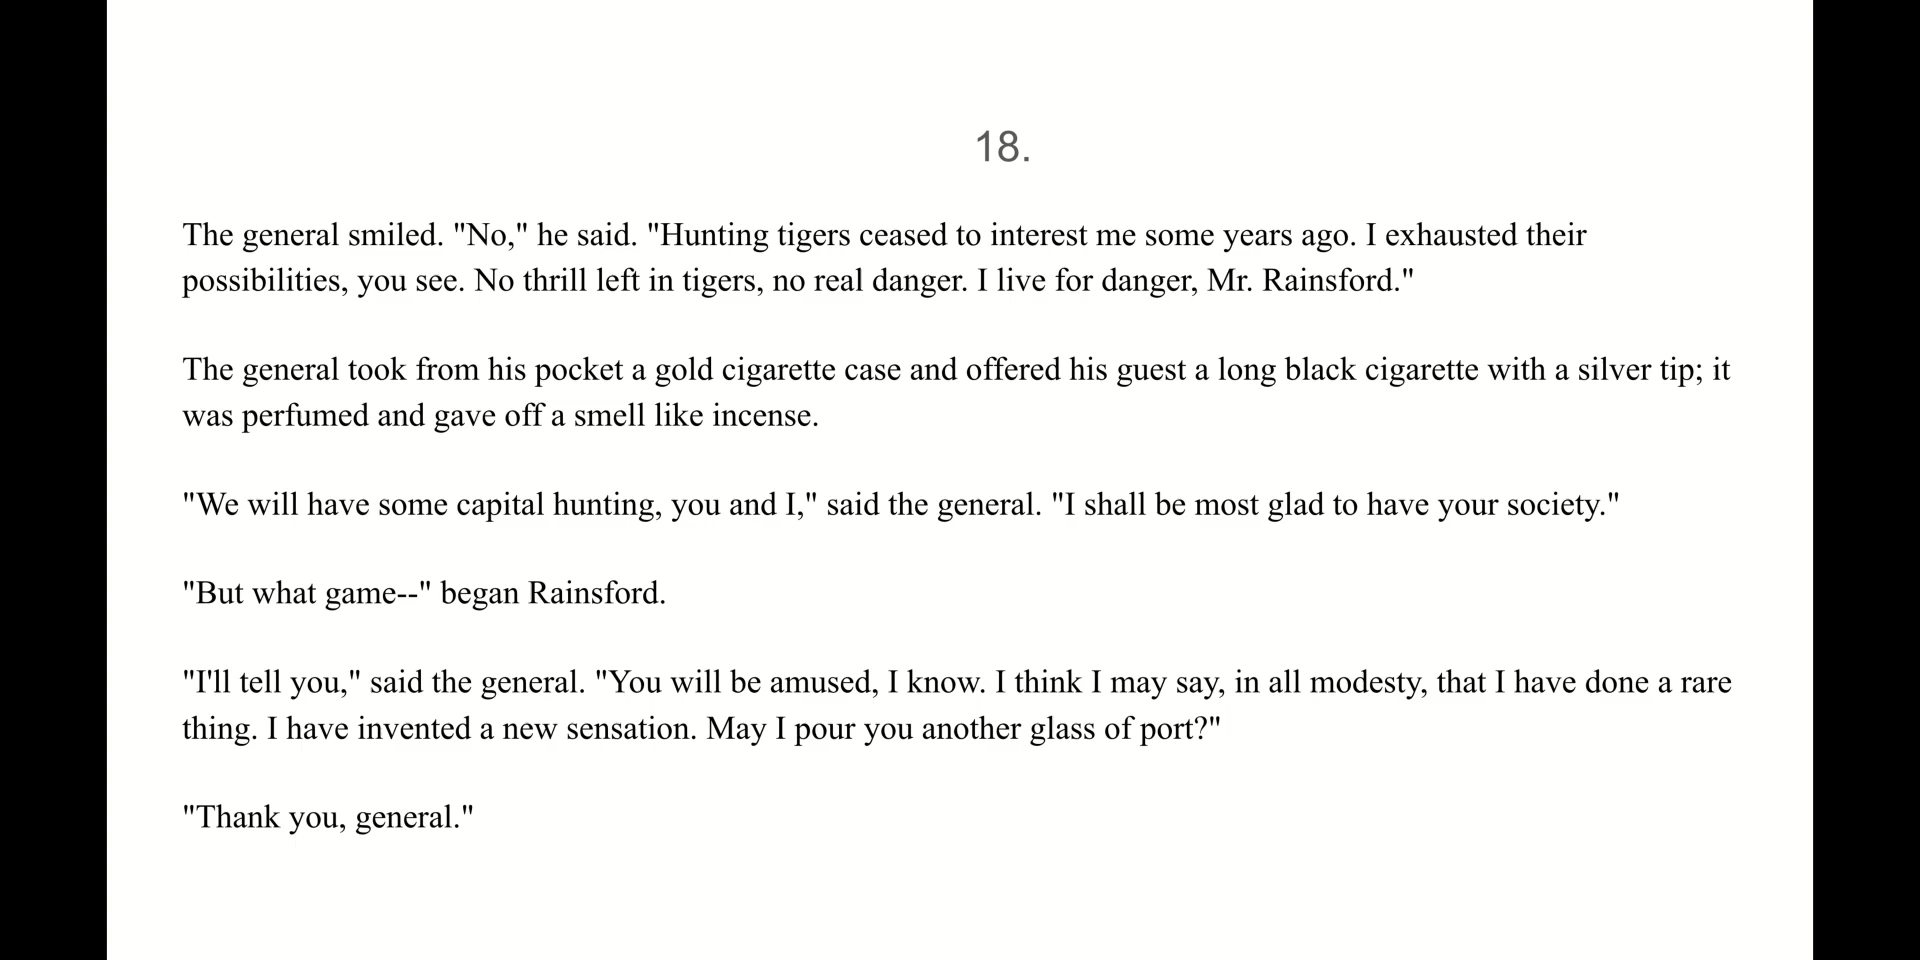 18.
The general smiled. "No," he said. "Hunting tigers ceased to interest me some years ago. I exhausted their
possibilities, you see. No thrill left in tigers, no real danger. I live for danger, Mr. Rainsford."
The general took from his pocket a gold cigarette case and offered his guest a long black cigarette with a silver tip; it
was perfumed and gave off a smell like incense.
"We will have some capital hunting, you and I," said the general. "I shall be most glad to have your society."
"But what game--" began Rainsford.
"I'll tell you," said the general. "You will be amused, I know. I think I may say, in all modesty, that I have done a rare
thing. I have invented a new sensation. May I pour you another glass of port?"
"Thank you, general."